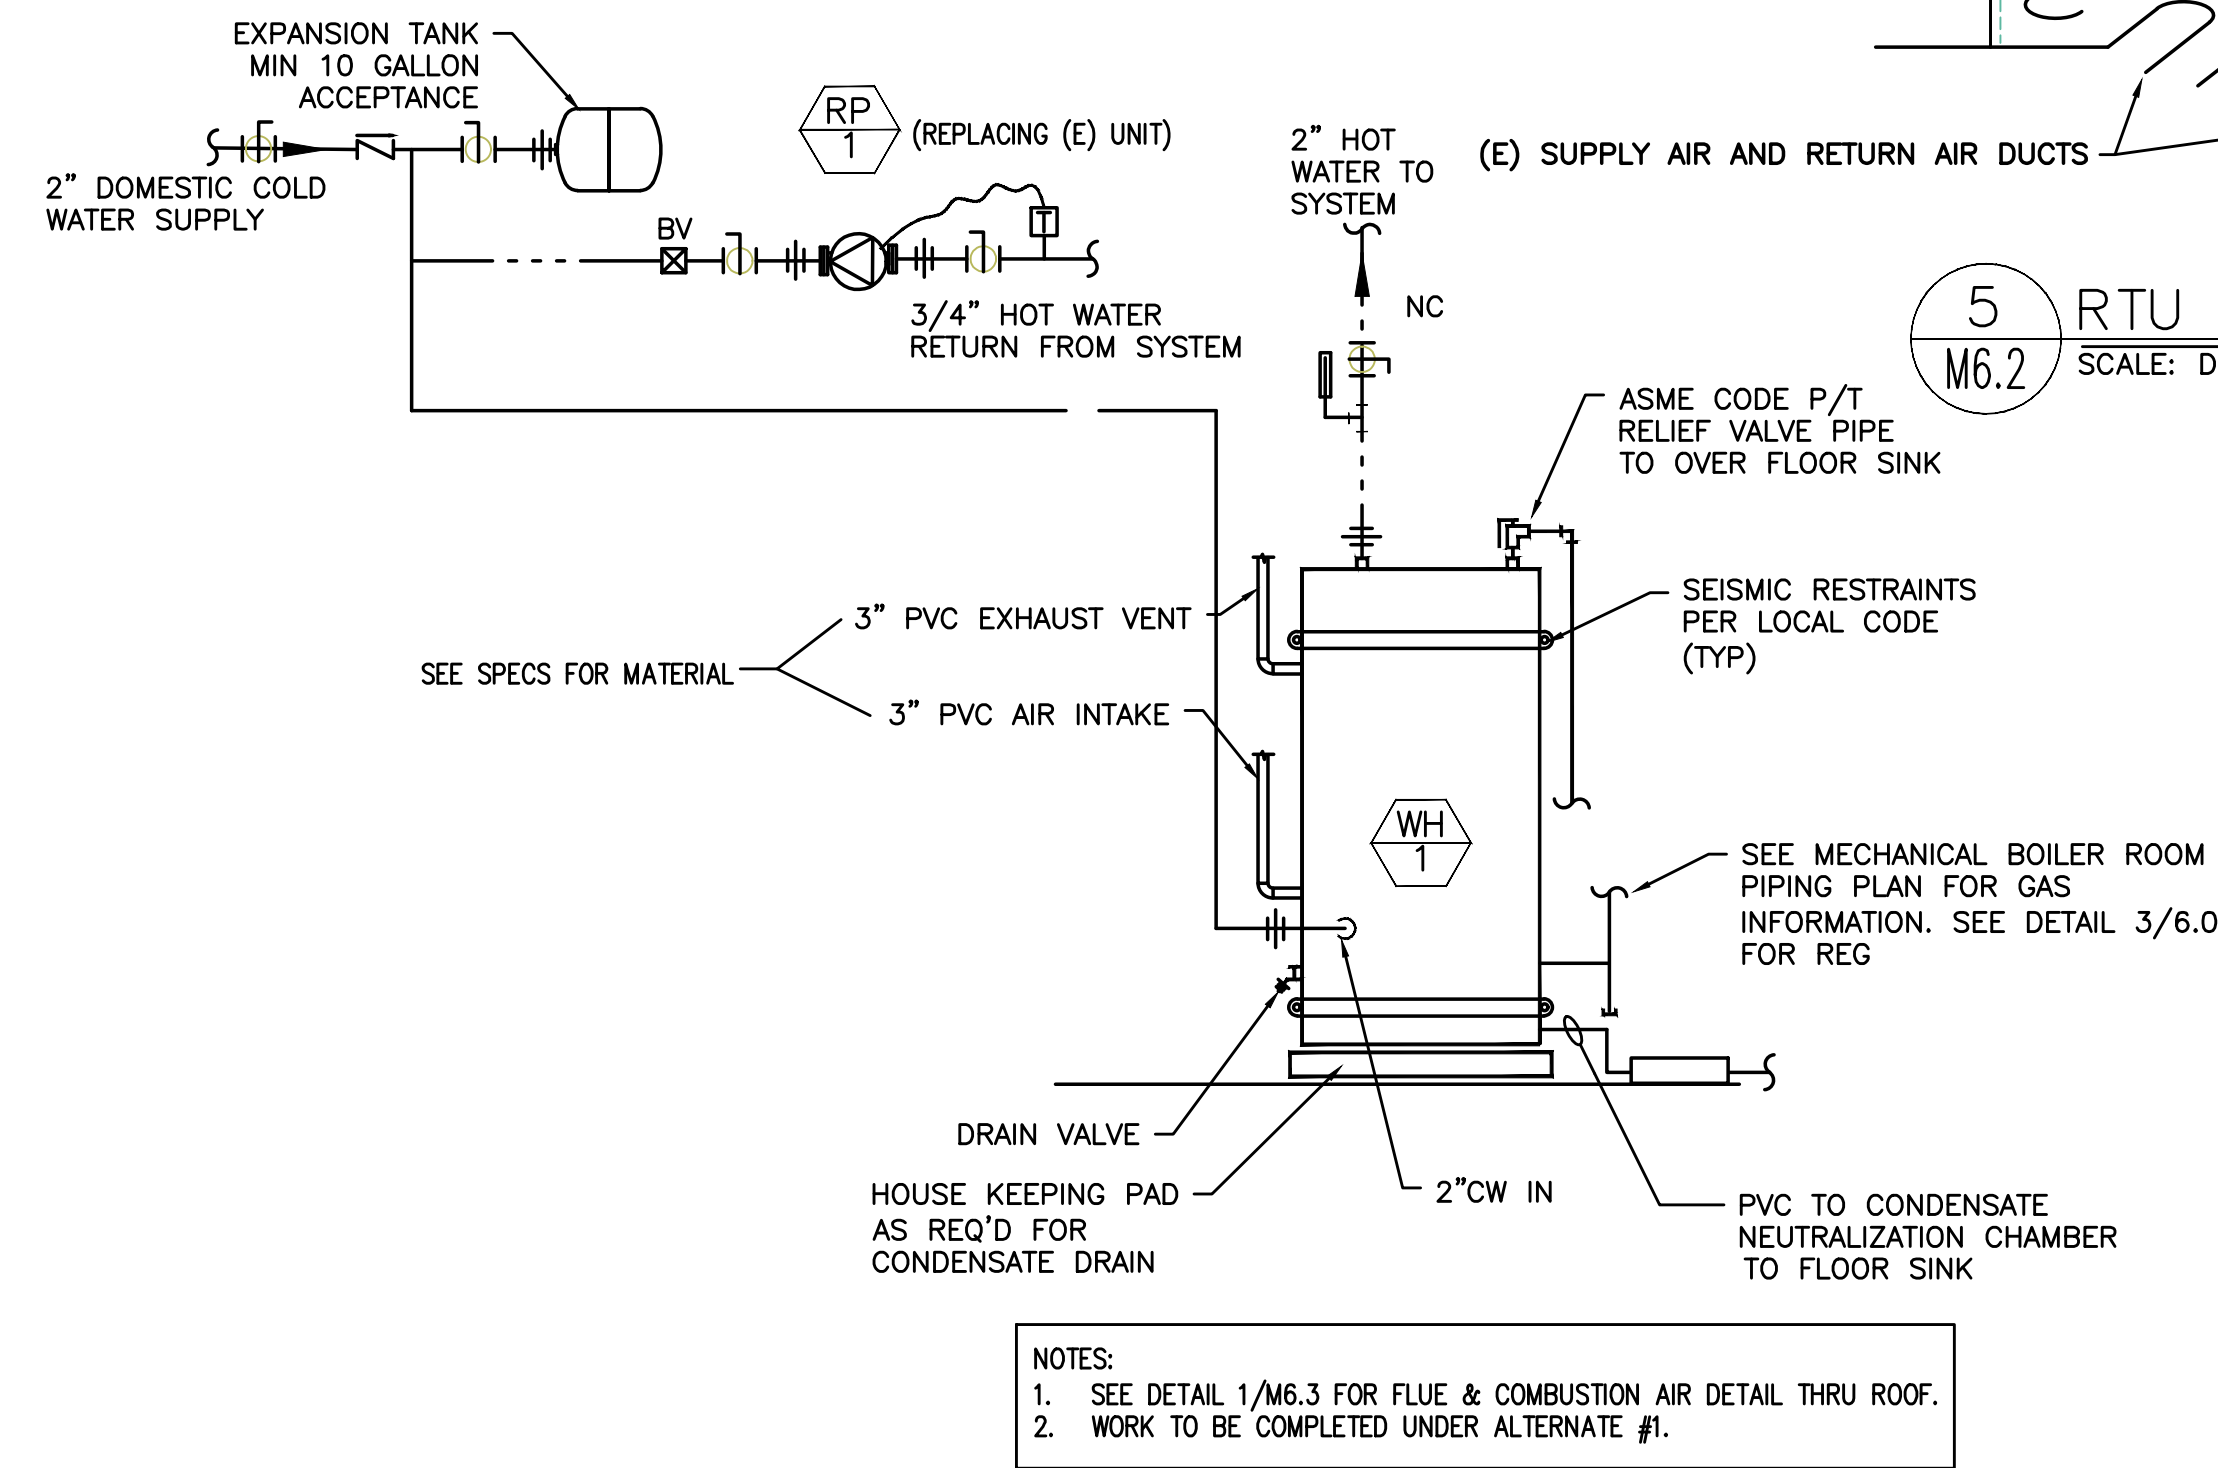 EXPANSION TANK
MIN 10 GALLON
ACCEPTANCE
2” DOMESTIC COLD
WATER SUPPLY
RP
1
(REPLACING (E) UNIT)
BV
T
3/4” HOT WATER
RETURN FROM SYSTEM
2” HOT
WATER TO
SYSTEM
NC
(E) SUPPLY AIR AND RETURN AIR DUCTS
5
M6.2
RTU
SCALE:
ASME CODE P/T
RELIEF VALVE PIPE
TO OVER FLOOR SINK
SEISMIC RESTRAINTS
PER LOCAL CODE
(TYP)
3” PVC EXHAUST VENT
SEE SPECS FOR MATERIAL
3” PVC AIR INTAKE
WH
1
SEE MECHANICAL BOILER ROOM
PIPING PLAN FOR GAS
INFORMATION. SEE DETAIL 3/6.0
FOR REG
DRAIN VALVE
HOUSE KEEPING PAD
AS REQ’D FOR
CONDENSATE DRAIN
2”CW IN
PVC TO CONDENSATE
NEUTRALIZATION CHAMBER
TO FLOOR SINK
NOTES:
1. SEE DETAIL 1/M6.3 FOR FLUE & COMBUSTION AIR DETAIL THRU ROOF.
2. WORK TO BE COMPLETED UNDER ALTERNATE #1.